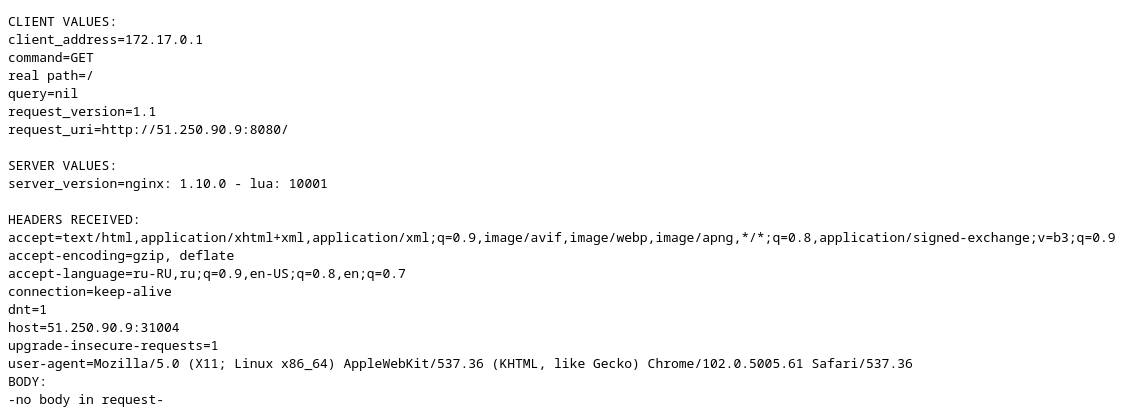 CLIENT VALUES:
client_address=172.17.0.1
command=GET
real path=/
query=nil
request_version=1.1
request_uri=http://51.250.90.9:8080/
SERVER VALUES:
server_version=nginx: 1.10.0 - lua: 10001
HEADERS RECEIVED:
accept=text/html,application/xhtml+xml,application/xml;q=0.9,image/avif,image/webp,image/apng,*/*;q=0.8,application/signed-exchange;v=b3;q=0.9
accept-encoding=gzip, deflate
accept-language=ru-RU,ru;q=0.9,en-US;q=0.8,en;q=0.7
connection=keep-alive
dnt=1
host=51.250.90.9:31004
upgrade-insecure-requests=1
user-agent=Mozilla/5.0 (X11; Linux x86_64) AppleWebKit/537.36 (KHTML, like Gecko) Chrome/102.0.5005.61 Safari/537.36
BODY:
-no body in request-